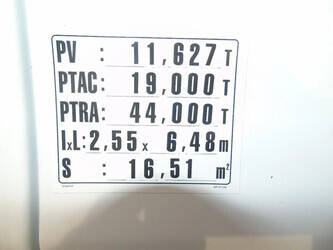 PV : 11,627 T
PTAC : 19,000 T
PTRA : 44,000 T
lxL: 2,55 x 6,48 m
S : 16,51 m²